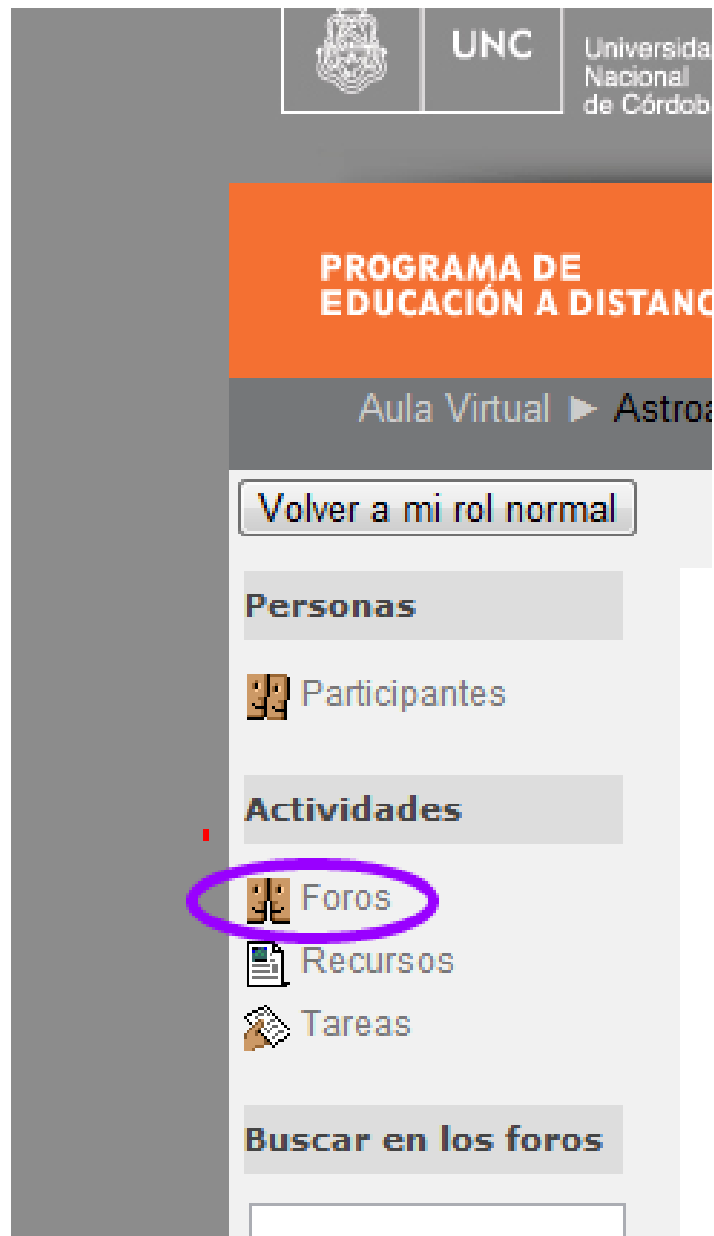 UNC
Universida
Nacional
de Córdob
PROGRAMA DE
EDUCACIÓN A DISTANC
Aula Virtual ► Astroa
Volver a mi rol normal
Personas
Participantes
Actividades
Foros
Recursos
Tareas
Buscar en los foros